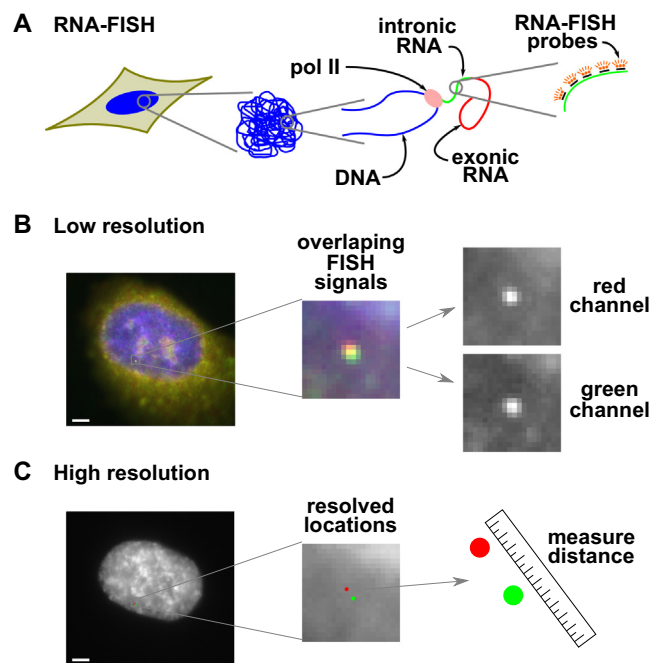 A RNA-FISH
intronic
RNA
RNA-FISH
probes
pol II
DNA
exonic
RNA
B Low resolution
overlaping
FISH
signals
red
channel
green
channel
C High resolution
resolved
locations
measure
distance